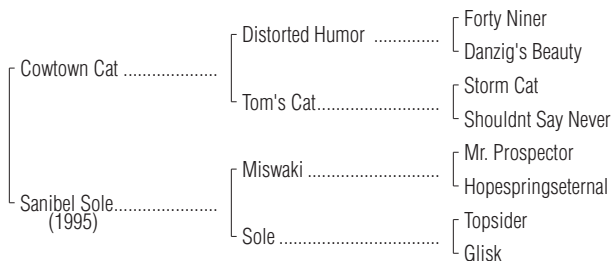 Forty Niner
Distorted Humor ...............
Danzig's Beauty
Cowtown Cat .....................
Storm Cat
Tom's Cat...........................
Shouldnt Say Never
Mr. Prospector
Miswaki .............................
Hopespringseternal
Sanibel Sole.......................
(1995)
Topsider
Sole ...................................
Glisk